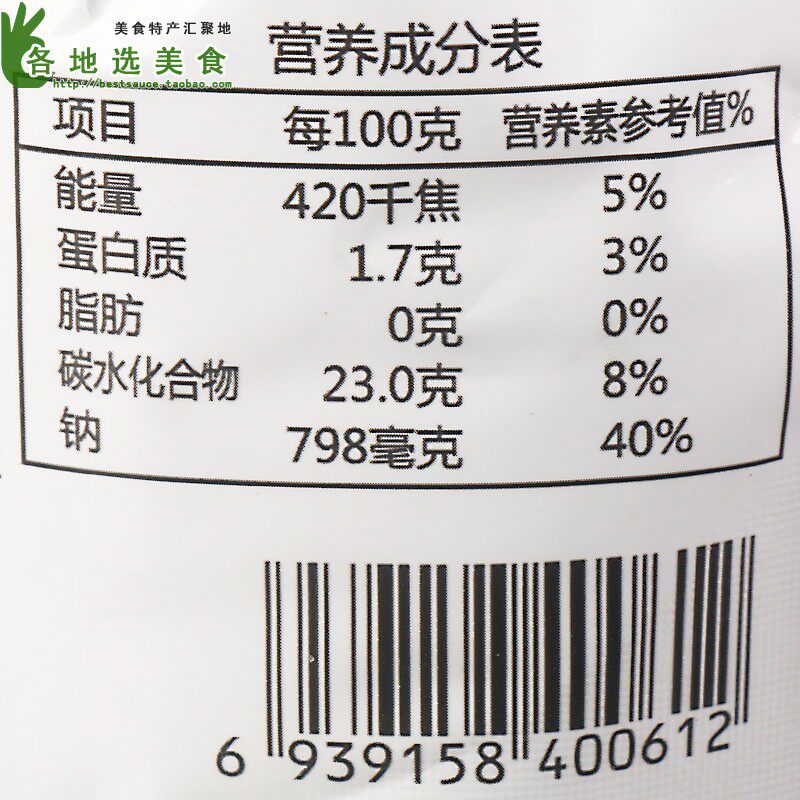 美食特产汇聚地
各地选美食
http://bestsauce.taobao.com
营养成分表
项目 每100克 营养素参考值%
能量 420千焦 5%
蛋白质 1.7克 3%
脂肪 0克 0%
碳水化合物 23.0克 8%
钠 798毫克 40%
6 939158 400612